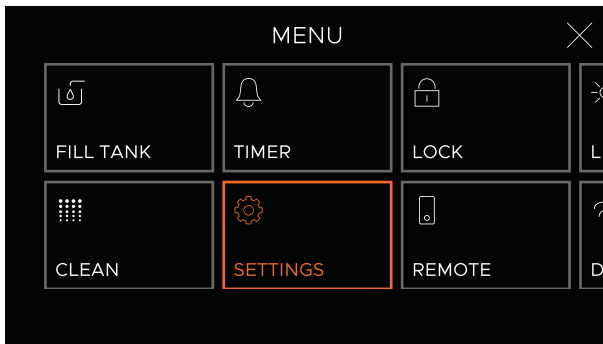 MENU
FILL TANK
TIMER
LOCK
L
CLEAN
SETTINGS
REMOTE
D